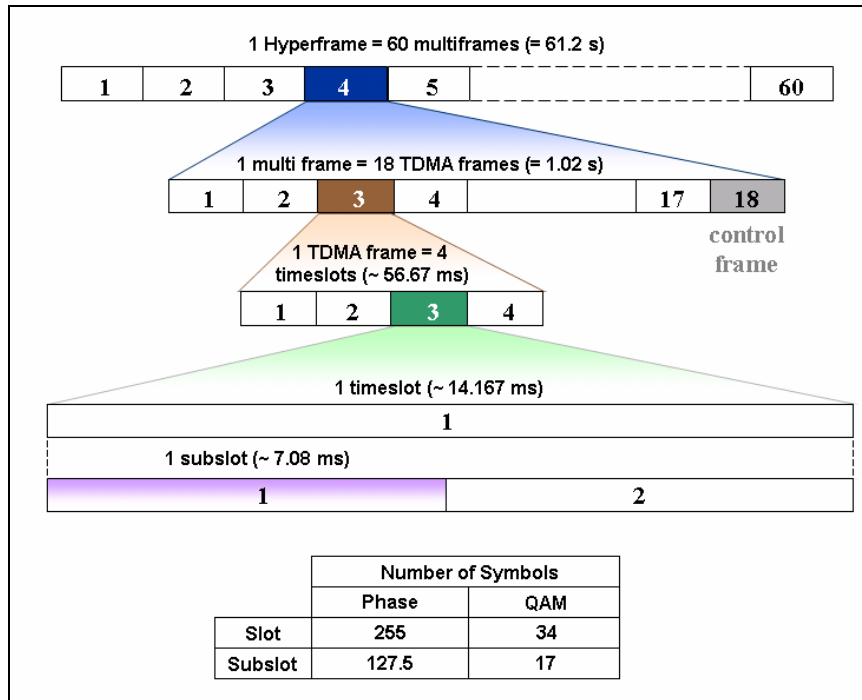 1 Hyperframe = 60 multiframes (= 61.2 s)
1 2 3 4 5 60
1 multi frame = 18 TDMA frames (= 1.02 s)
1 2 3 4 17 18
control
frame
1 TDMA frame = 4
timeslots (~ 56.67 ms)
1 2 3 4
1 timeslot (~ 14.167 ms)
1
1 subslot (~ 7.08 ms)
1 2
Number of Symbols
Phase QAM
Slot 255 34
Subslot 127.5 17